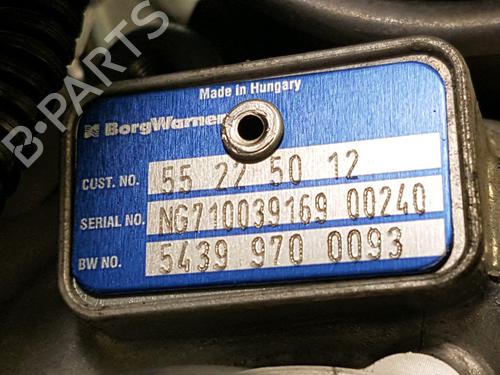 Made in Hungary
BorgWarner
CUST. NO. 55 22 50 12
SERIAL NO. NG710039169 00240
BW NO. 5439 970 0093
B-PARTS